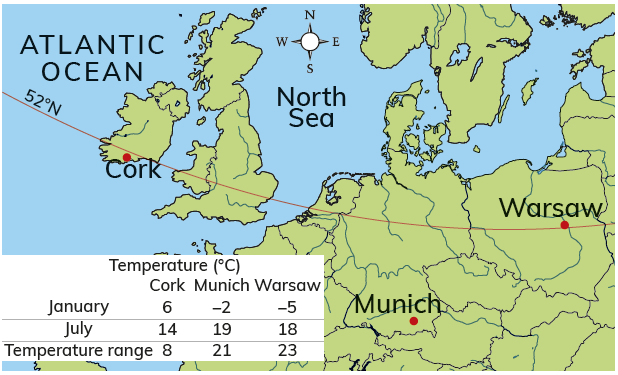 N
W E
S
ATLANTIC
OCEAN
North
Sea
52°N
Cork
Warsaw
Munich
Temperature (°C)
Cork Munich Warsaw
January 6 –2 –5
July 14 19 18
Temperature range 8 21 23